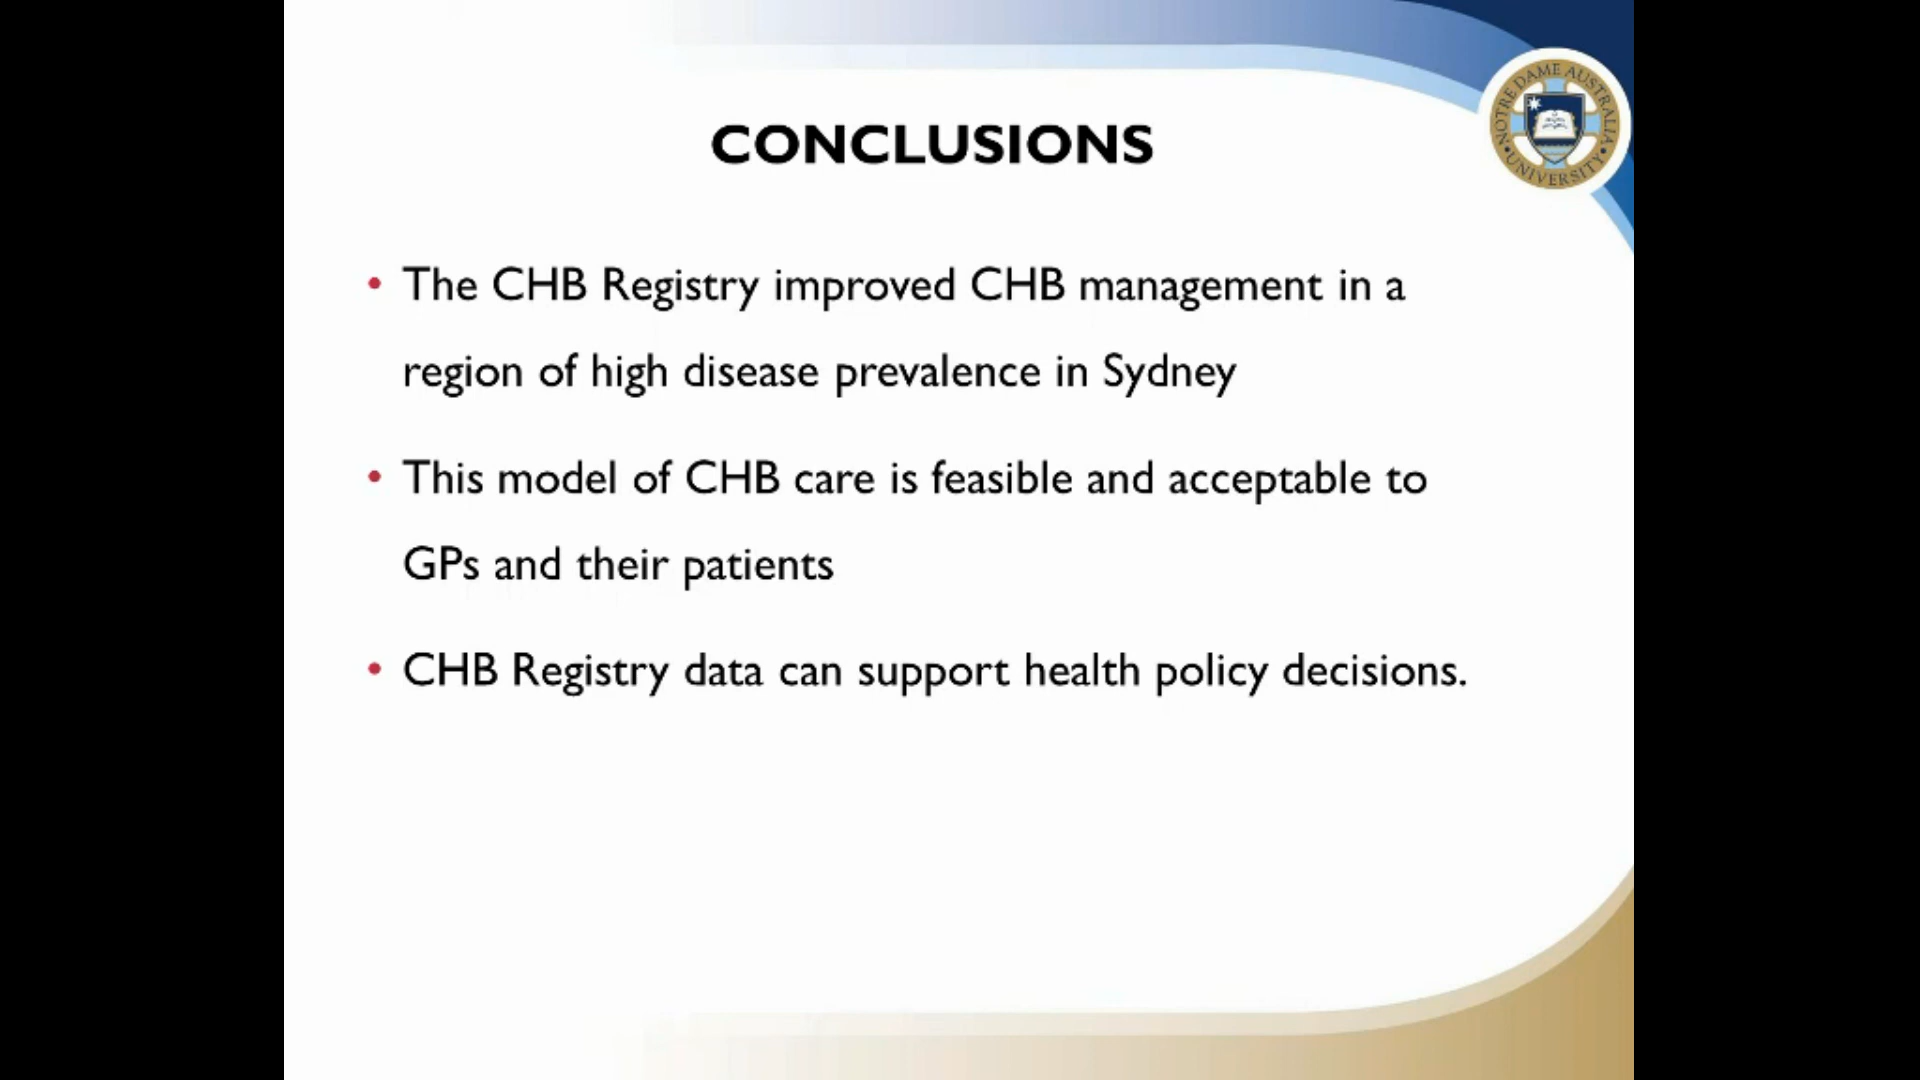 CONCLUSIONS
NOTRE DAME AUSTRALIA
• UNIVERSITY •
• The CHB Registry improved CHB management in a
region of high disease prevalence in Sydney
• This model of CHB care is feasible and acceptable to
GPs and their patients
• CHB Registry data can support health policy decisions.